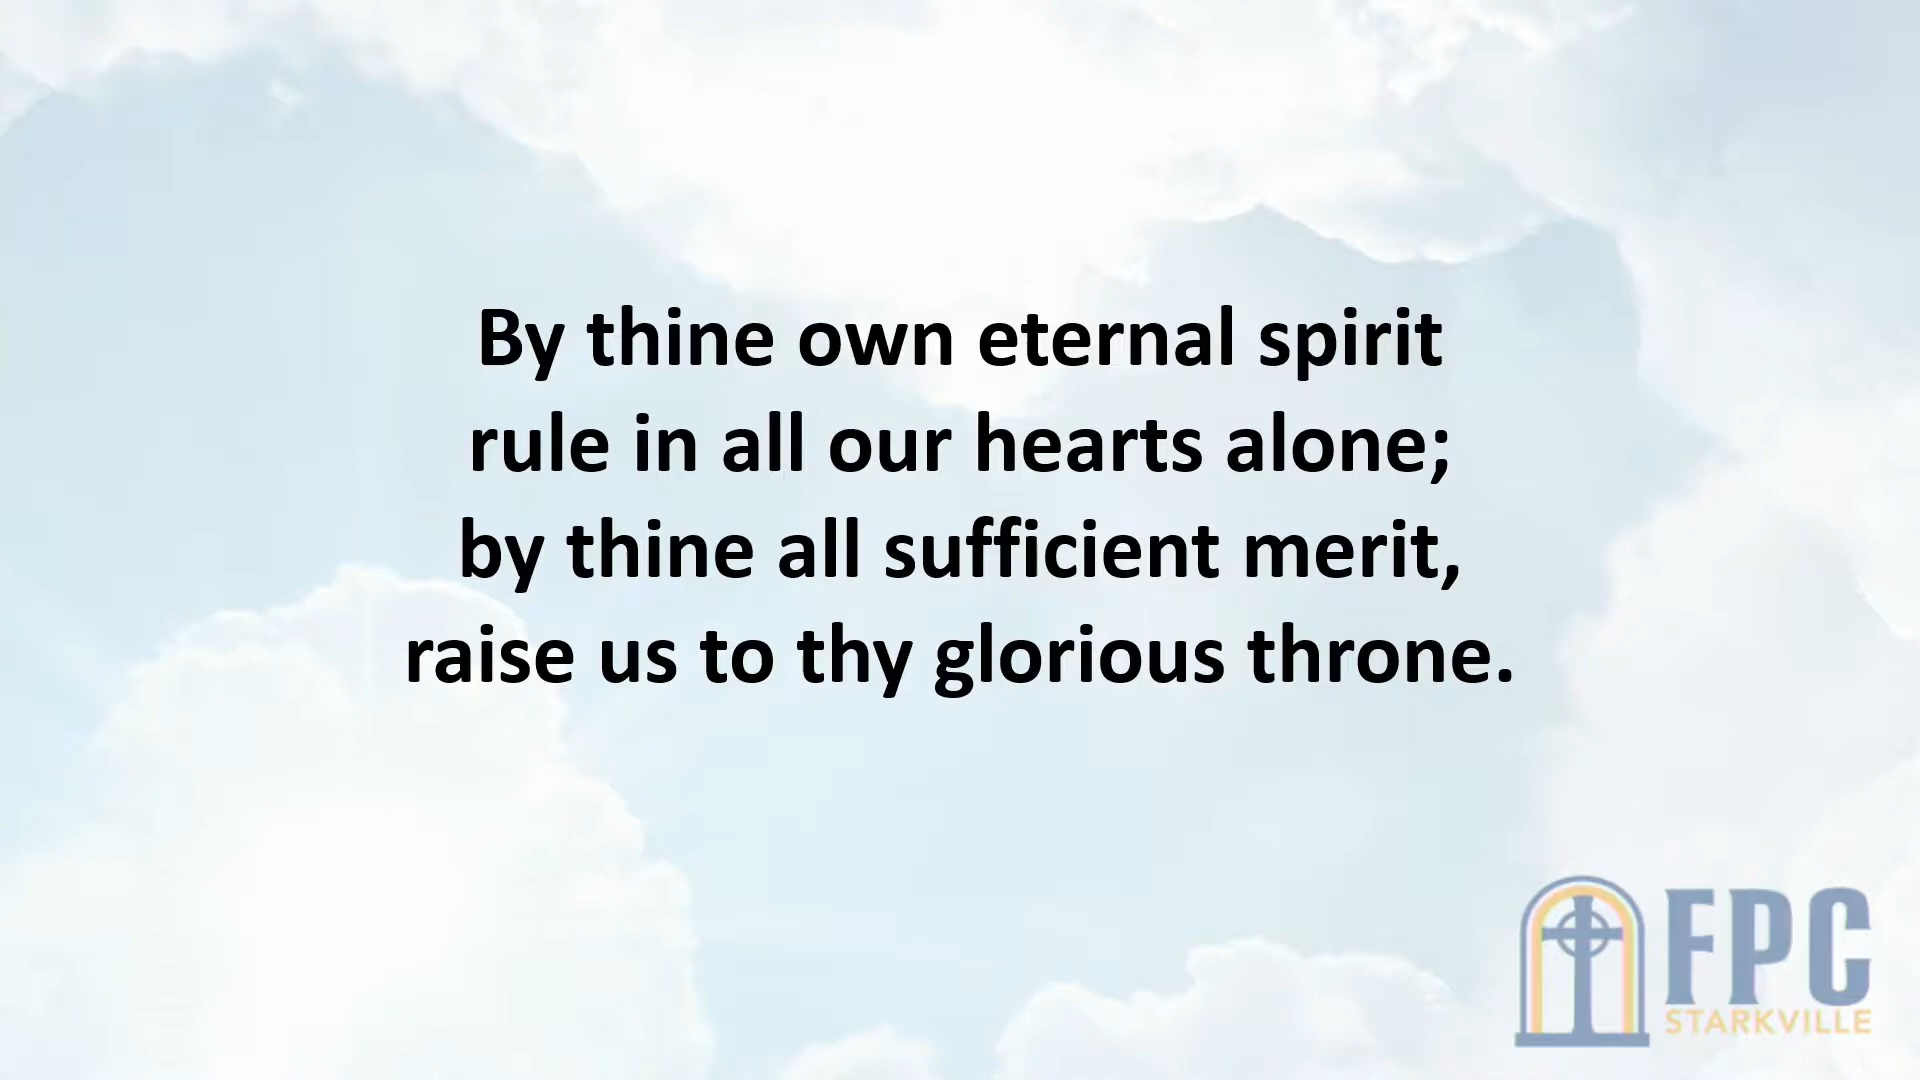 By thine own eternal spirit
rule in all our hearts alone;
by thine all sufficient merit,
raise us to thy glorious throne.
FPC
STARKVILLE